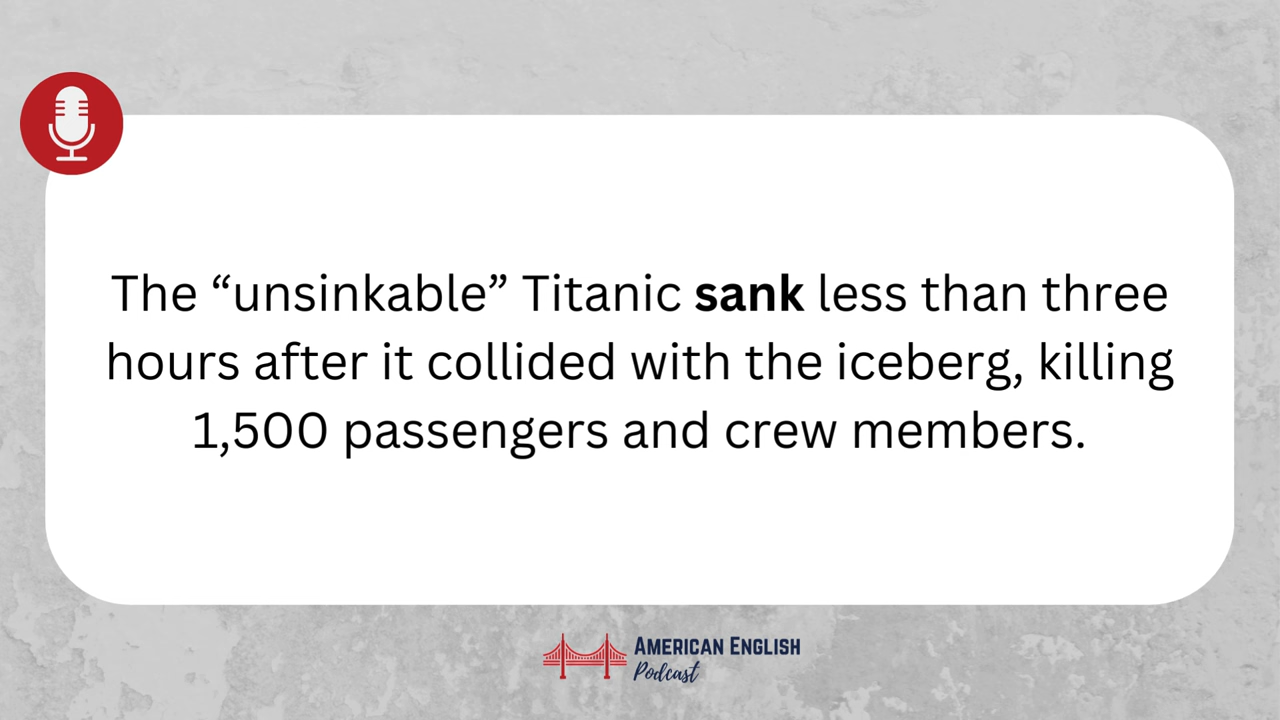 The “unsinkable” Titanic sank less than three
hours after it collided with the iceberg, killing
1,500 passengers and crew members.
American English
Podcast